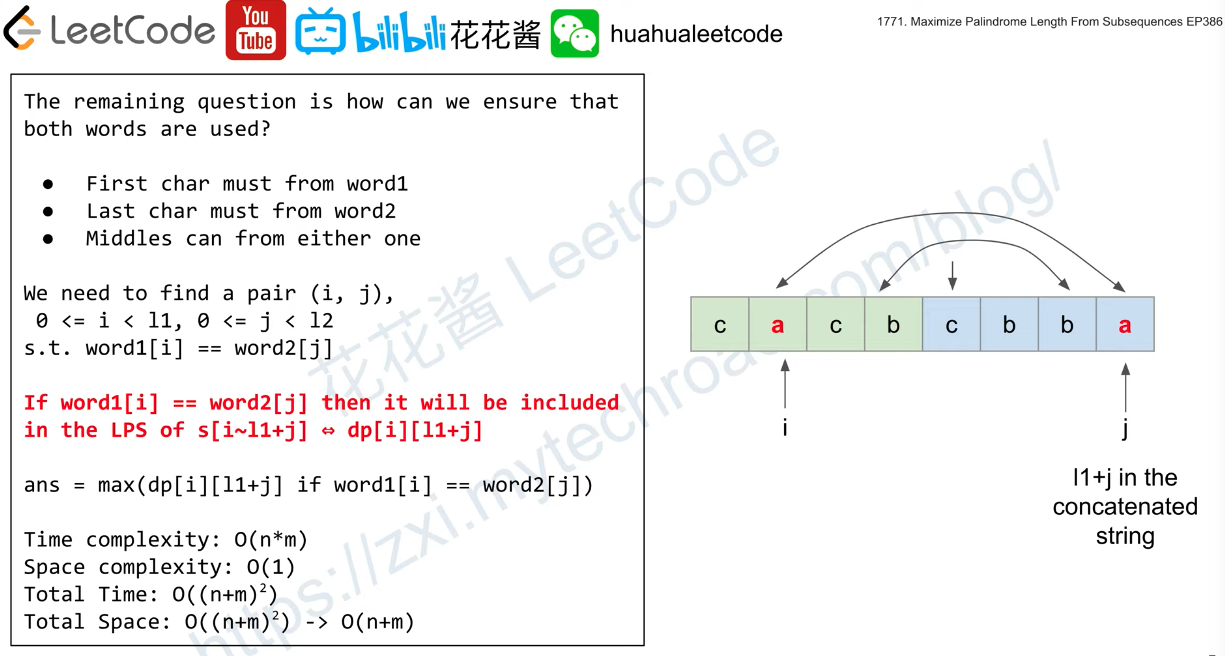 LeetCode
You
Tube
bilibili 花花酱
huahualeetcode
1771. Maximize Palindrome Length From Subsequences EP386
The remaining question is how can we ensure that
both words are used?
● First char must from word1
● Last char must from word2
● Middles can from either one
We need to find a pair (i, j),
0 <= i < l1, 0 <= j < l2
s.t. word1[i] == word2[j]
If word1[i] == word2[j] then it will be included
in the LPS of s[i~l1+j] ⇔ dp[i][l1+j]
ans = max(dp[i][l1+j] if word1[i] == word2[j])
Time complexity: O(n*m)
Space complexity: O(1)
Total Time: O((n+m)²)
Total Space: O((n+m)²) -> O(n+m)
c a c b c b b a
i
j
l1+j in the
concatenated
string
花花酱 LeetCode